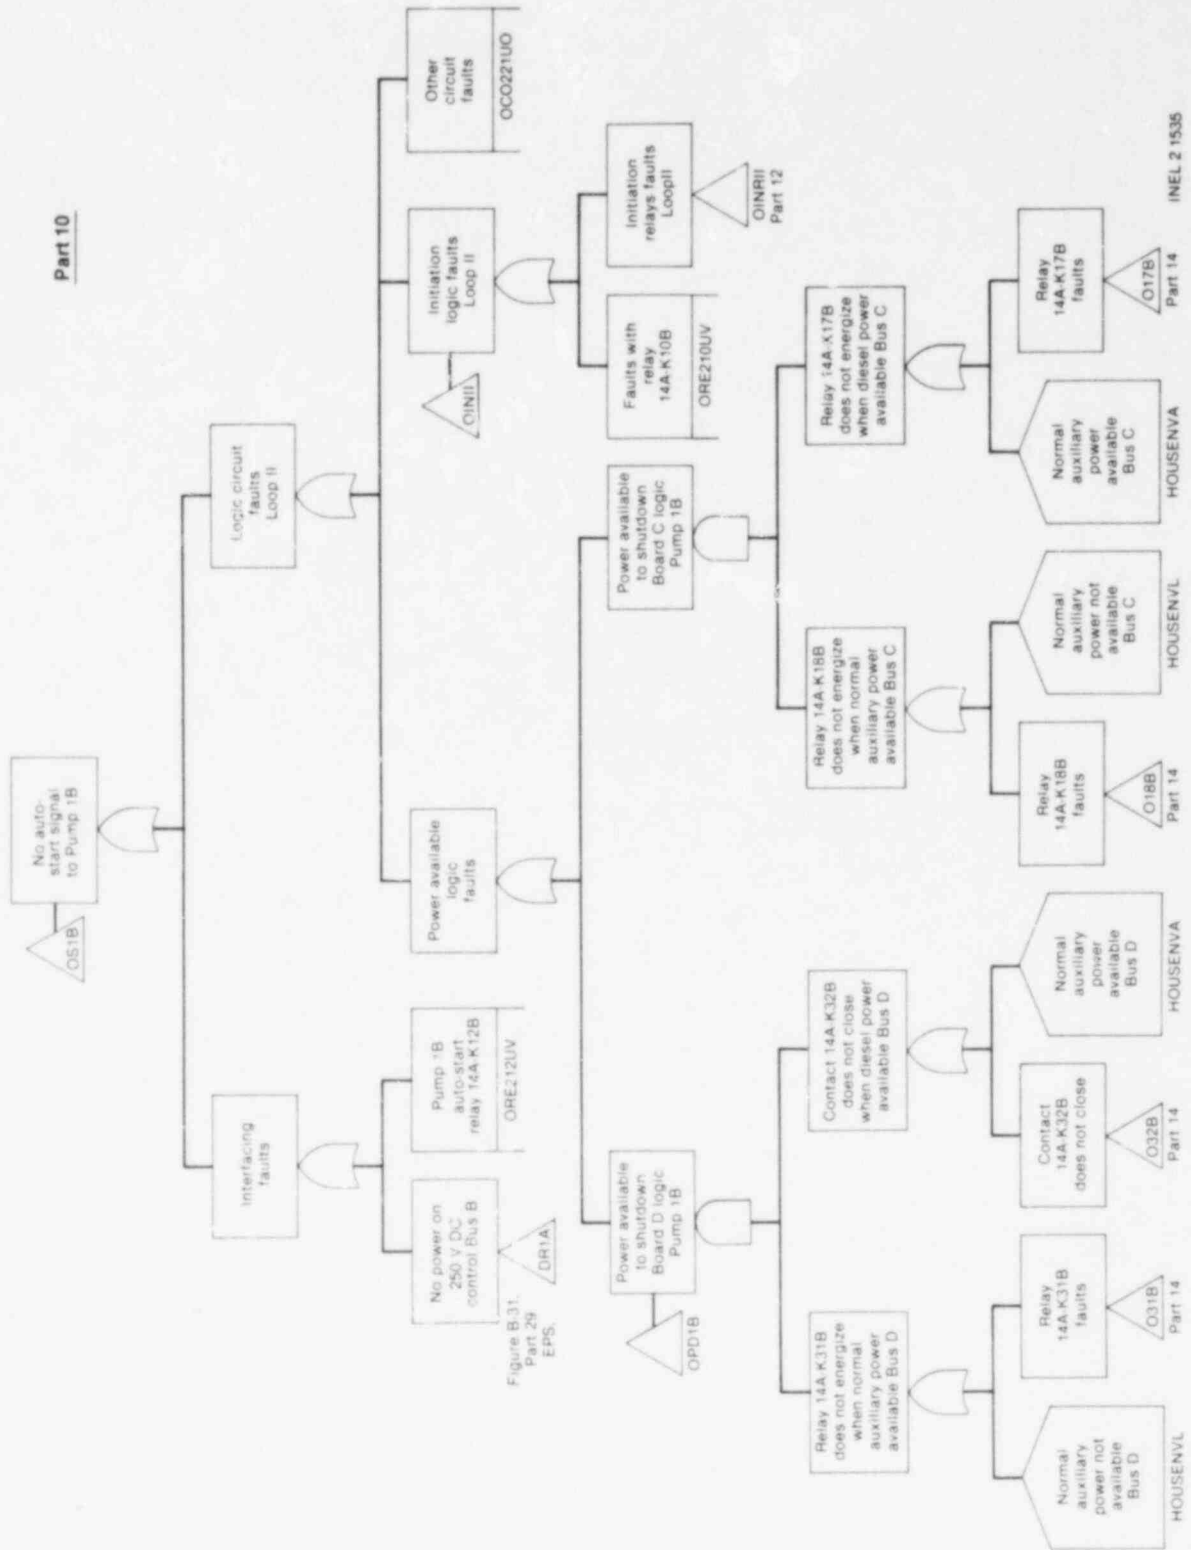 Part 10
No auto-
start signal
to Pump 1B
OS1B
Interfacing
faults
Logic circuit
faults
Loop II
No power on
250 V DC
control Bus B
DR1A
Figure B-31.
Part 29
EPS.
Pump 1B
auto-start
relay 14A-K12B
ORE212UV
Power available
logic
faults
Initiation
logic faults
Loop II
OINII
Other
circuit
faults
OCO221UO
Power available
to shutdown
Board D logic
Pump 1B
OPD1B
Power available
to shutdown
Board C logic
Pump 1B
Faults with
relay
14A-K10B
ORE210UV
Initiation
relays faults
LoopII
OINRII
Part 12
Relay 14A-K31B
does not energize
when normal
auxiliary power
available Bus D
Contact 14A-K32B
does not close
when diesel power
available Bus D
Relay 14A-K18B
does not energize
when normal
auxiliary power
available Bus C
Relay 14A-K17B
does not energize
when diesel power
available Bus C
Normal
auxiliary
power not
available
Bus D
HOUSENVL
Relay
14A-K31B
faults
O31B
Part 14
Contact
14A-K32B
does not close
O32B
Part 14
Normal
auxiliary
power
available
Bus D
HOUSENVA
Relay
14A-K18B
faults
O18B
Part 14
Normal
auxiliary
power not
available
Bus C
HOUSENVL
Normal
auxiliary
power
available
Bus C
HOUSENVA
Relay
14A-K17B
faults
O17B
Part 14
INEL 2 1535